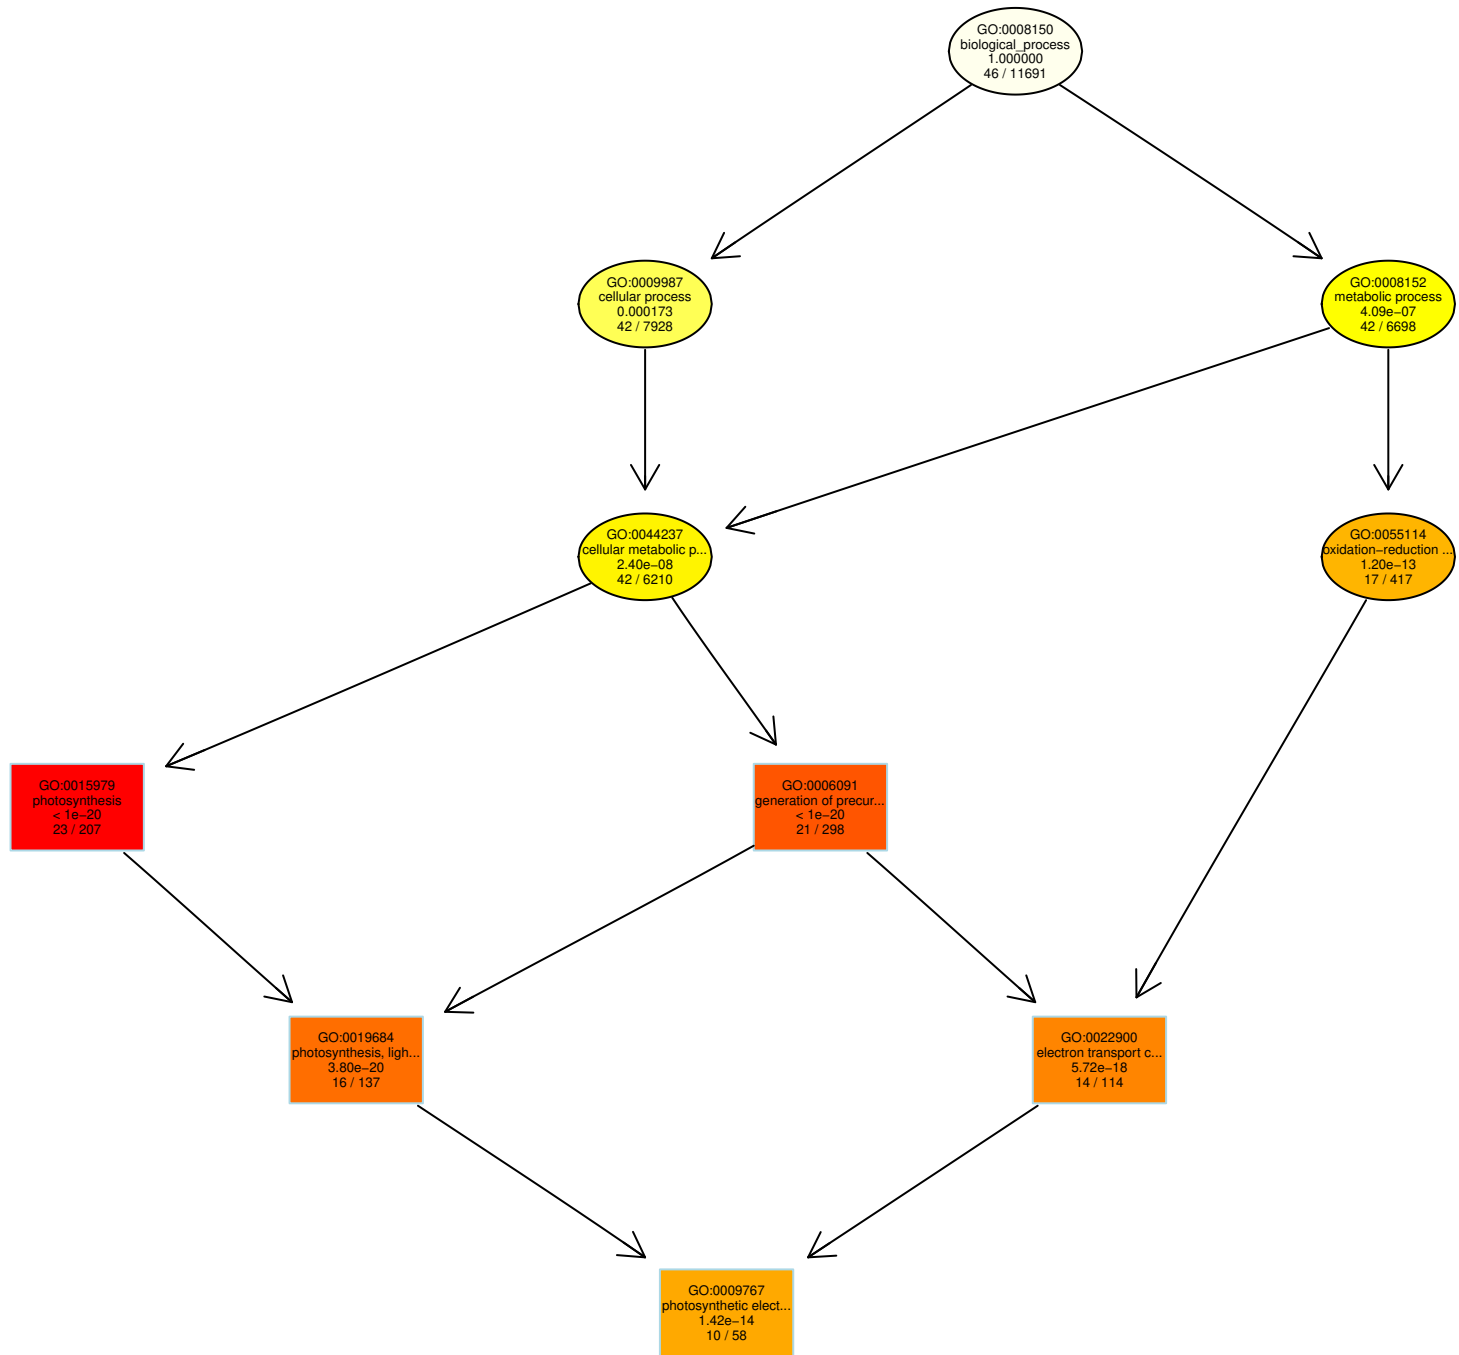 GO:0008150
biological_process
1.000000
46 / 11691
GO:0009987
cellular process
0.000173
42 / 7928
GO:0008152
metabolic process
4.09e−07
42 / 6698
GO:0044237
cellular metabolic p...
2.40e−08
42 / 6210
GO:0055114
oxidation−reduction ...
1.20e−13
17 / 417
GO:0015979
photosynthesis
< 1e−20
23 / 207
GO:0006091
generation of precur...
< 1e−20
21 / 298
GO:0019684
photosynthesis, ligh...
3.80e−20
16 / 137
GO:0022900
electron transport c...
5.72e−18
14 / 114
GO:0009767
photosynthetic elect...
1.42e−14
10 / 58